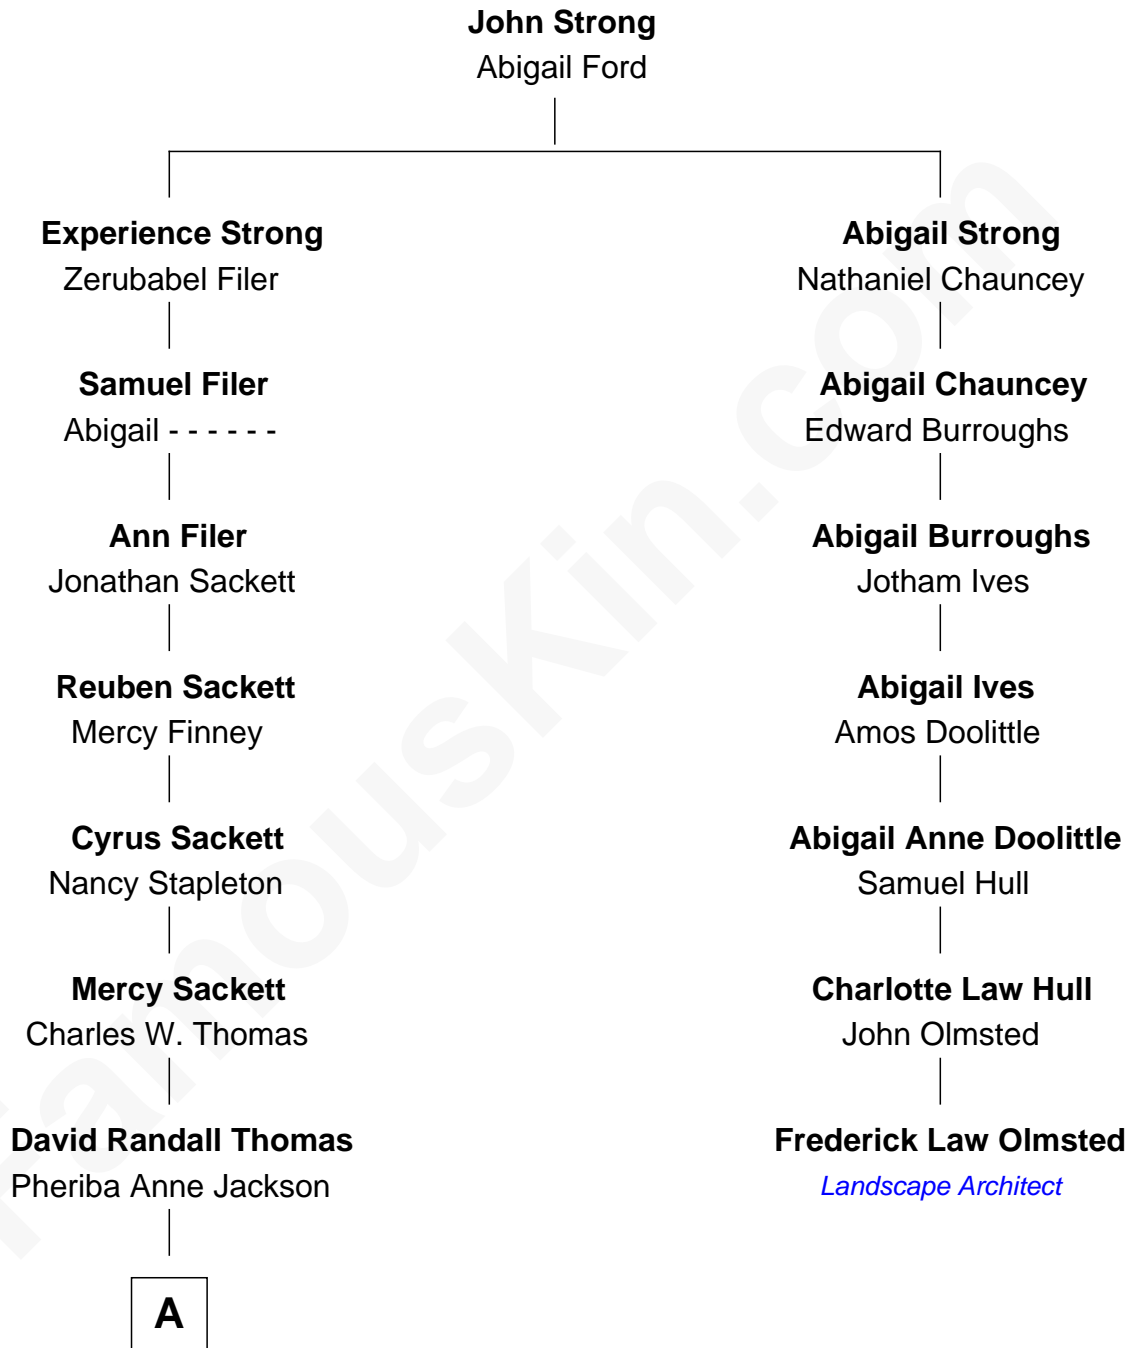 John Strong
Abigail Ford
Experience Strong
Zerubabel Filer
Abigail Strong
Nathaniel Chauncey
Samuel Filer
Abigail - - - - - -
Abigail Chauncey
Edward Burroughs
Ann Filer
Jonathan Sackett
Abigail Burroughs
Jotham Ives
Reuben Sackett
Mercy Finney
Abigail Ives
Amos Doolittle
Cyrus Sackett
Nancy Stapleton
Abigail Anne Doolittle
Samuel Hull
Mercy Sackett
Charles W. Thomas
Charlotte Law Hull
John Olmsted
David Randall Thomas
Pheriba Anne Jackson
Frederick Law Olmsted
Landscape Architect
A
FamousKin.com